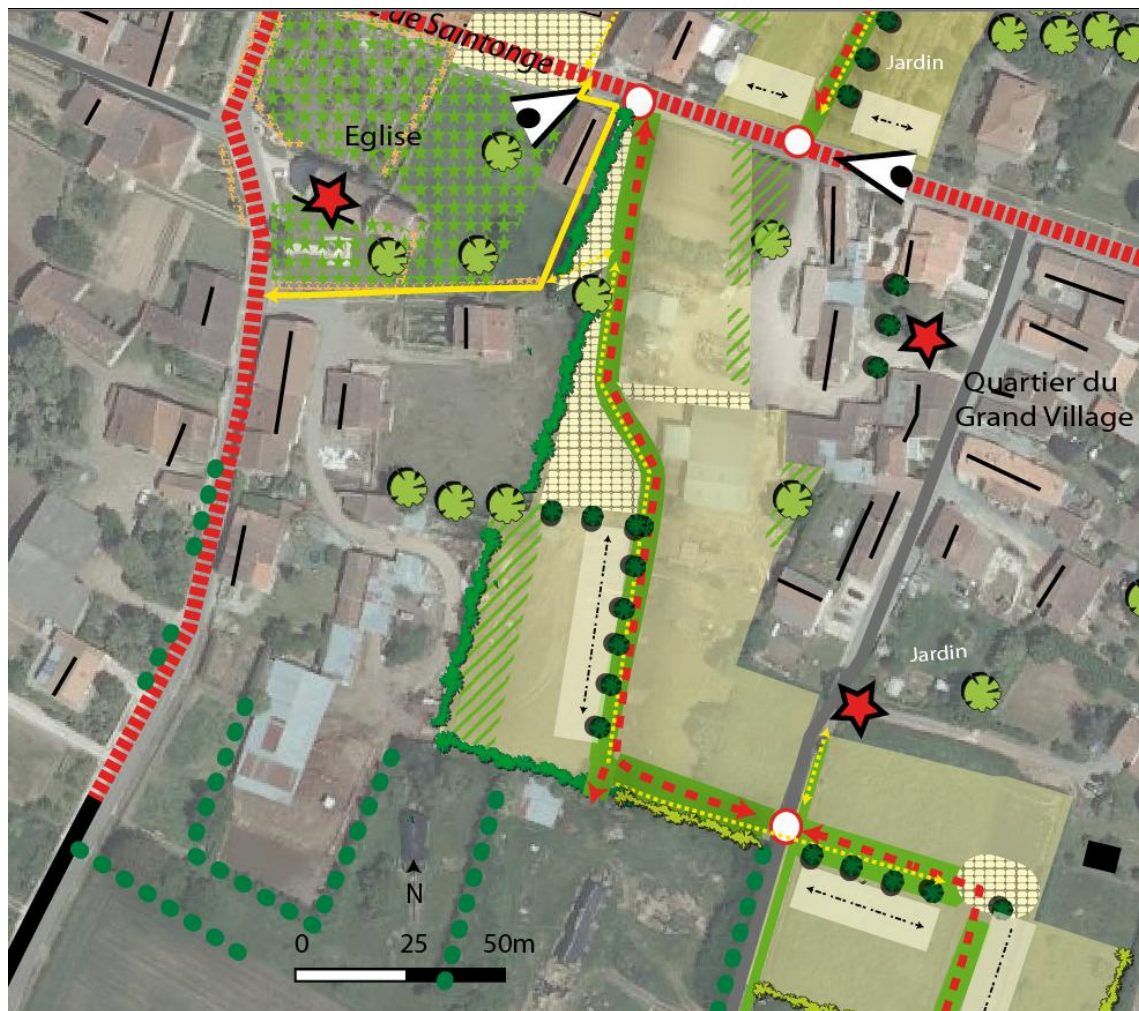 de Saintonge
Jardin
Eglise
Quartier du
Grand Village
Jardin
N
0 25 50m